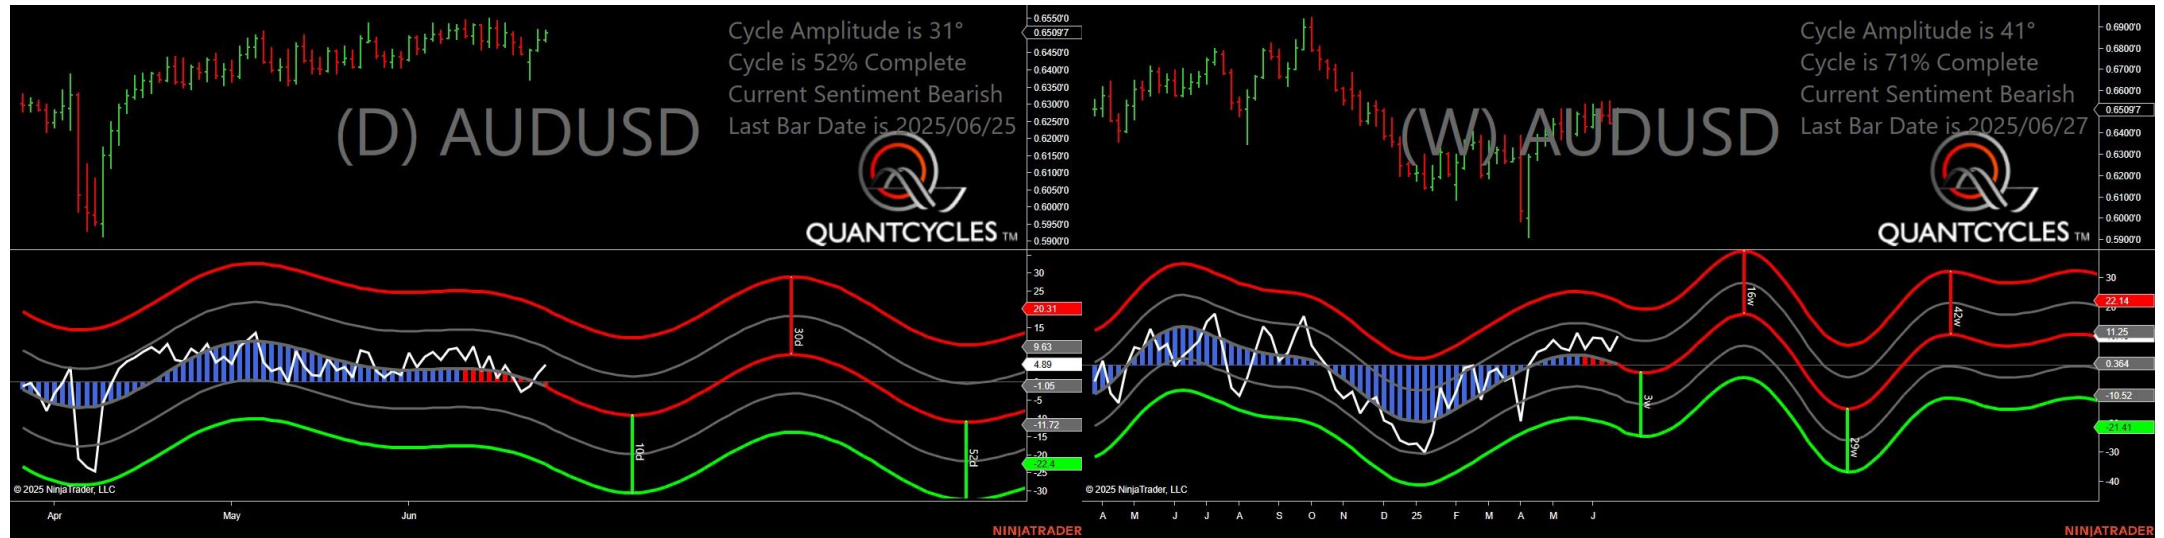 Cycle Amplitude is 31°
Cycle is 52% Complete
Current Sentiment Bearish
Last Bar Date is 2025/06/25
(D) AUDUSD
QUANTCYCLES TM
0.6550'0
0.6509'7
0.6450'0
0.6400'0
0.6350'0
0.6300'0
0.6250'0
0.6200'0
0.6150'0
0.6100'0
0.6050'0
0.6000'0
0.5950'0
0.5900'0
30
25
20.31
15
9.63
4.89
-1.05
-5
-11.72
-15
-20
-22.4
-25
-30
10d
30d
52d
© 2025 NinjaTrader, LLC
Apr May Jun
NINJATRADER
Cycle Amplitude is 41°
Cycle is 71% Complete
Current Sentiment Bearish
Last Bar Date is 2025/06/27
(W) AUDUSD
QUANTCYCLES TM
0.6900'0
0.6800'0
0.6700'0
0.6600'0
0.6509'7
0.6400'0
0.6300'0
0.6200'0
0.6100'0
0.6000'0
0.5900'0
30
22.14
11.25
0.364
-10.52
-21.41
-30
-40
3w
16w
29w
42w
© 2025 NinjaTrader, LLC
A M J J A S O N D 25 F M A M J
NINJATRADER